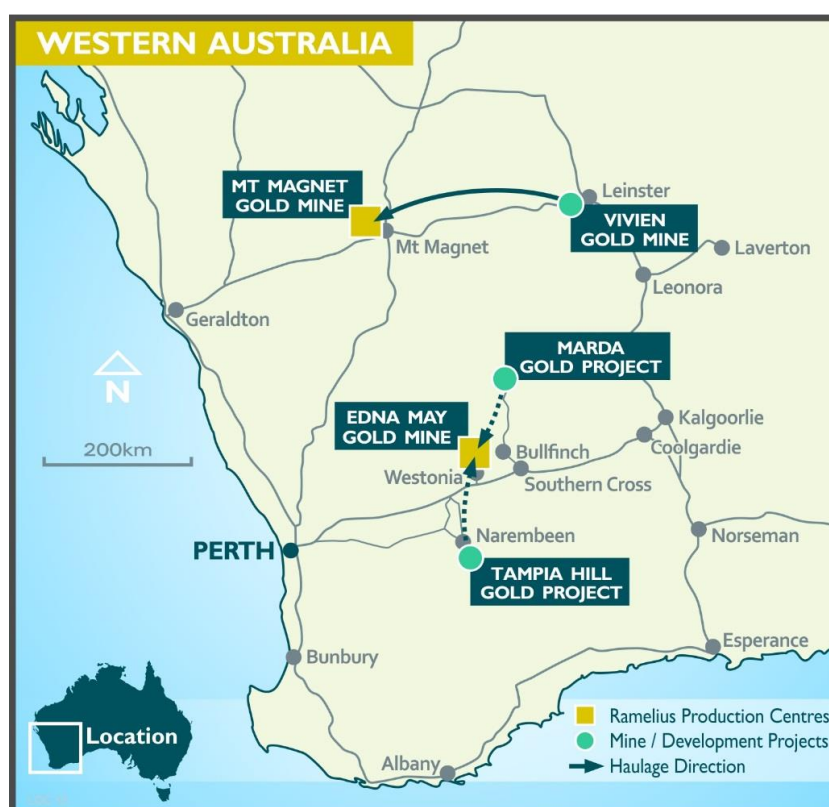 WESTERN AUSTRALIA
MT MAGNET
GOLD MINE
Leinster
VIVIEN
GOLD MINE
Mt Magnet
Laverton
Leonora
Geraldton
MARDA
GOLD PROJECT
N
EDNA MAY
GOLD MINE
Kalgoorlie
200km
Bullfinch
Coolgardie
Westonia
Southern Cross
PERTH
Narembeen
Norseman
TAMPIA HILL
GOLD PROJECT
Esperance
Bunbury
Ramelius Production Centres
Location
Mine / Development Projects
Albany
Haulage Direction